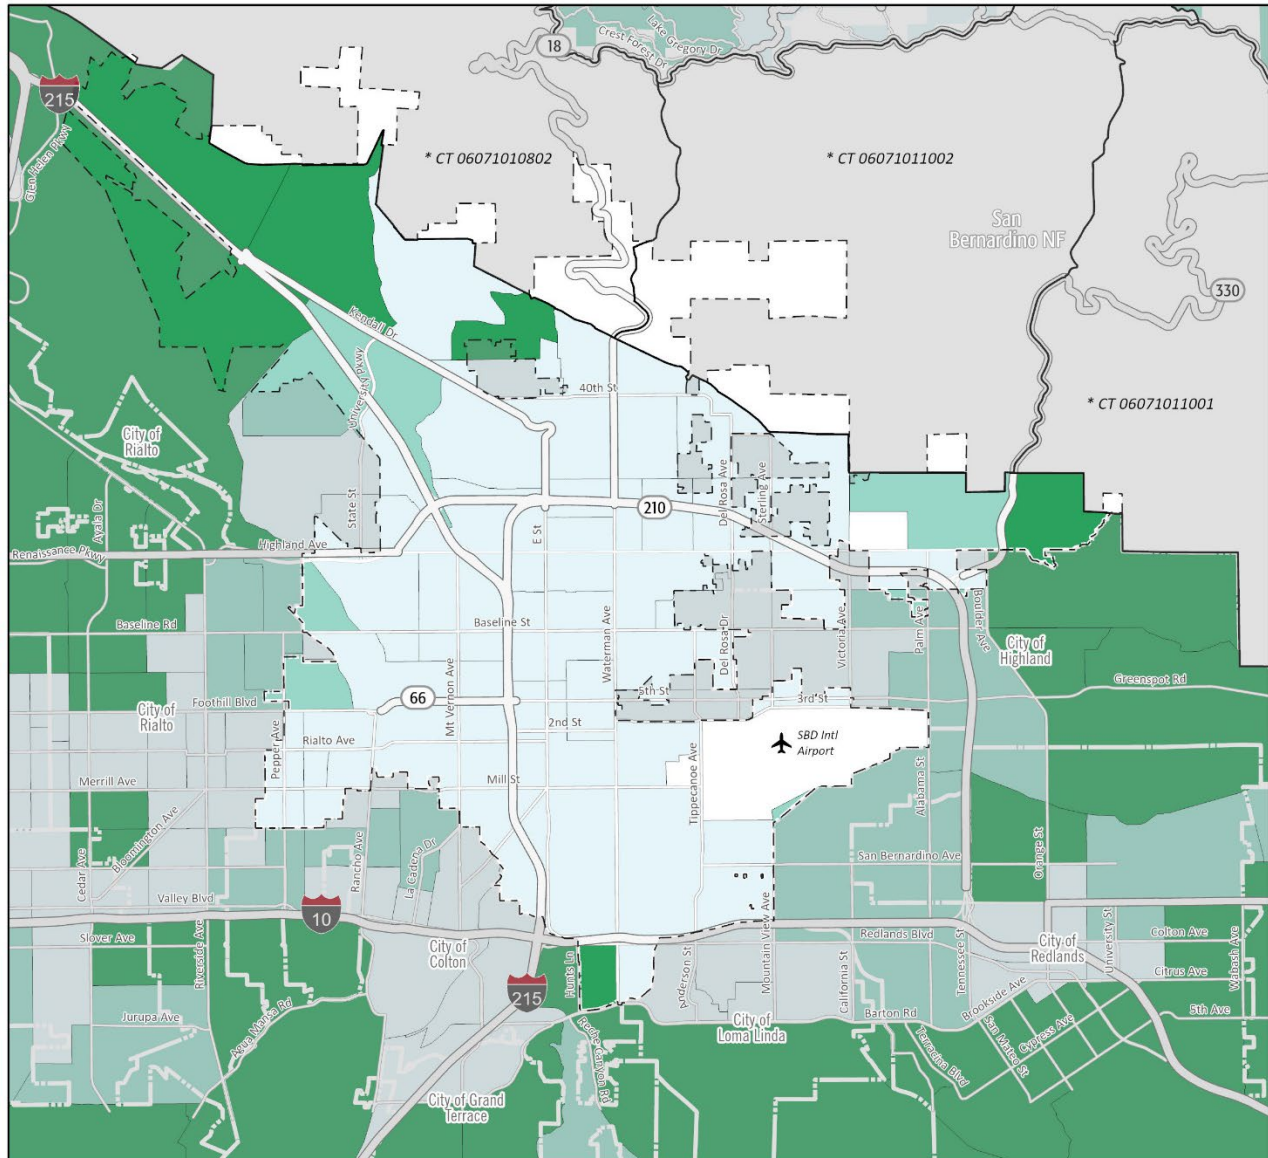 18
Crest Forest Dr
Lake Gregory Dr
215
Glen Helen Pkwy
* CT 06071010802
* CT 06071011002
San
Bernardino NF
330
Kendall Dr
University Pkwy
40th St
* CT 06071011001
City of
Rialto
Ayala Dr
State St
Del Rosa Ave
Sterling Ave
210
E St
Highland Ave
Renaissance Pkwy
Baseline Rd
Baseline St
Mt Vernon Ave
Waterman Ave
Del Rosa Dr
Victoria Ave
Palm Ave
Boulder Ave
City of
Highland
Greenspot Rd
Foothill Blvd
66
5th St
3rd St
City of
Rialto
Pepper Ave
Rialto Ave
2nd St
SBD Intl
Airport
Merrill Ave
Mill St
Tippecanoe Ave
Alabama St
Cedar Ave
Bloomington Ave
Rancho Ave
La Cadena Dr
San Bernardino Ave
Orange St
Valley Blvd
10
Mountain View Ave
Slover Ave
Riverside Ave
City of
Colton
215
Hunts Ln
Anderson St
Redlands Blvd
California St
Tennessee St
City of
Redlands
University St
Colton Ave
Citrus Ave
Wabash Ave
Jurupa Ave
Agua Mansa Rd
Reche Canyon Rd
City of
Loma Linda
Barton Rd
Terracina Blvd
Brookside Ave
San Mateo St
Cypress Ave
5th Ave
City of Grand
Terrace